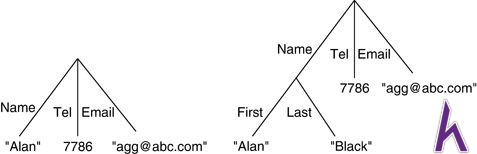 Name Tel Email
"Alan" 7786 "agg@abc.com"
Name Tel Email
7786 "agg@abc.com"
First Last
"Alan" "Black"